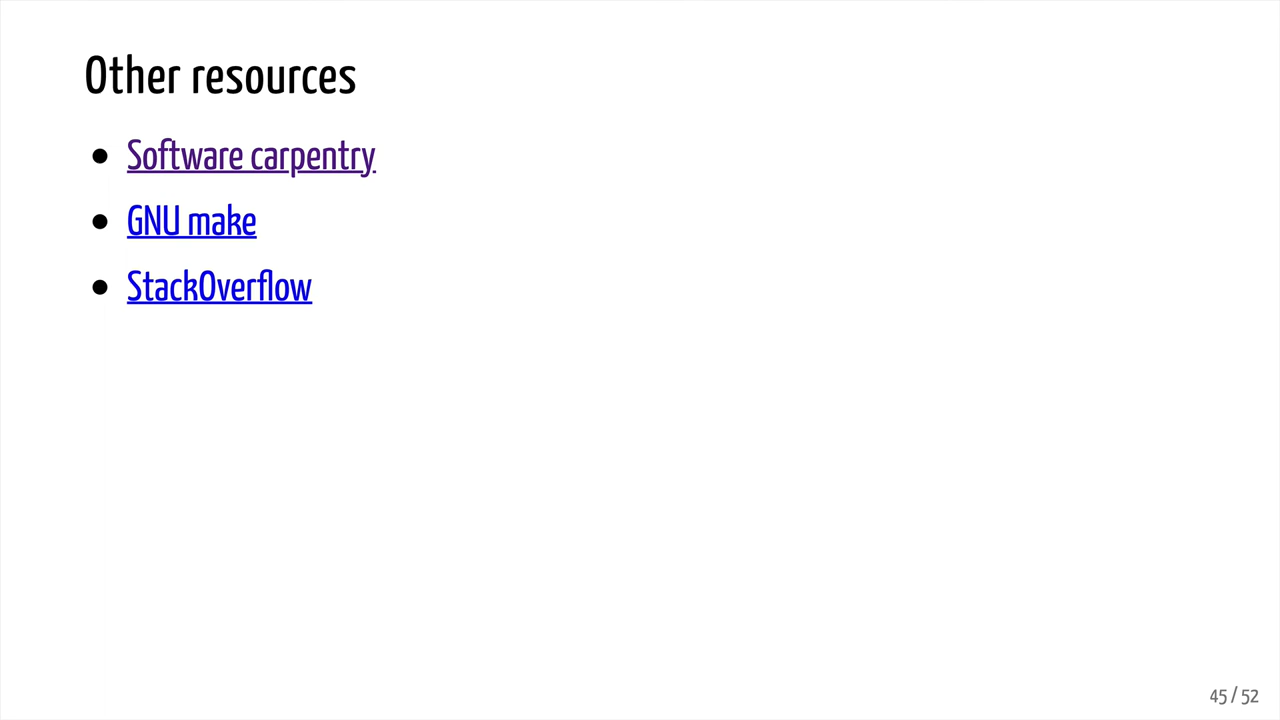 Other resources
Software carpentry
GNU make
StackOverflow
45 / 52